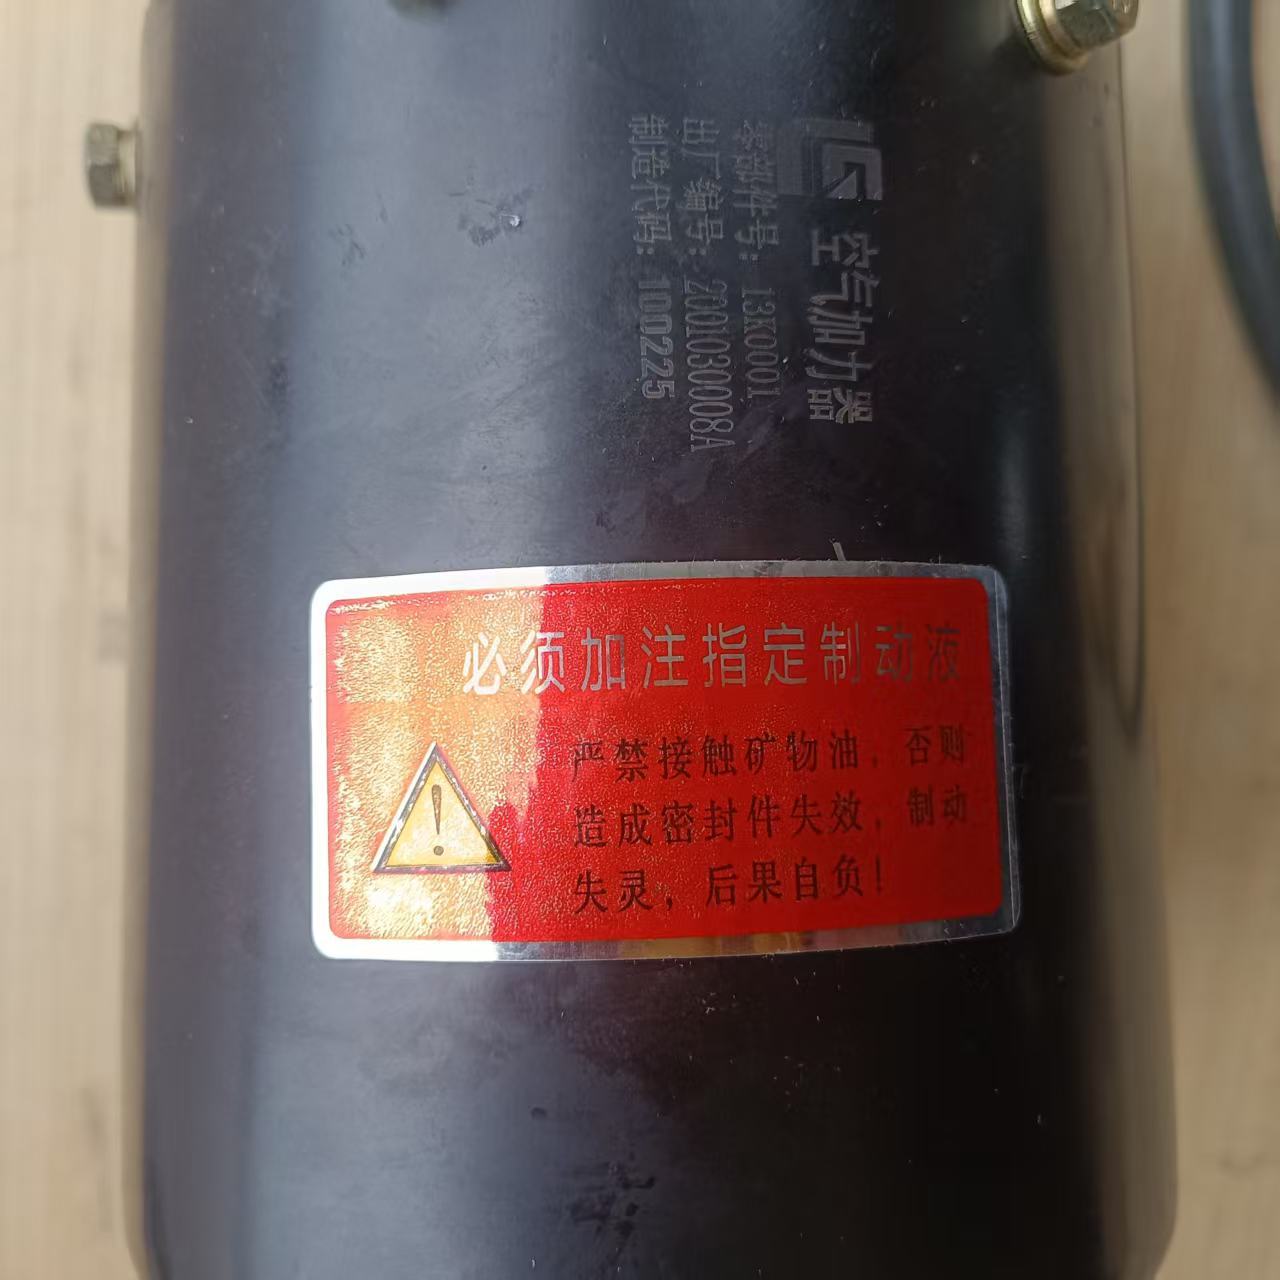 LG 空气加力器
零部件号：13K0001
出厂编号：2001030008A
制造代码：100225
必须加注指定制动液
严禁接触矿物油，否则
造成密封件失效，制动
失灵，后果自负！